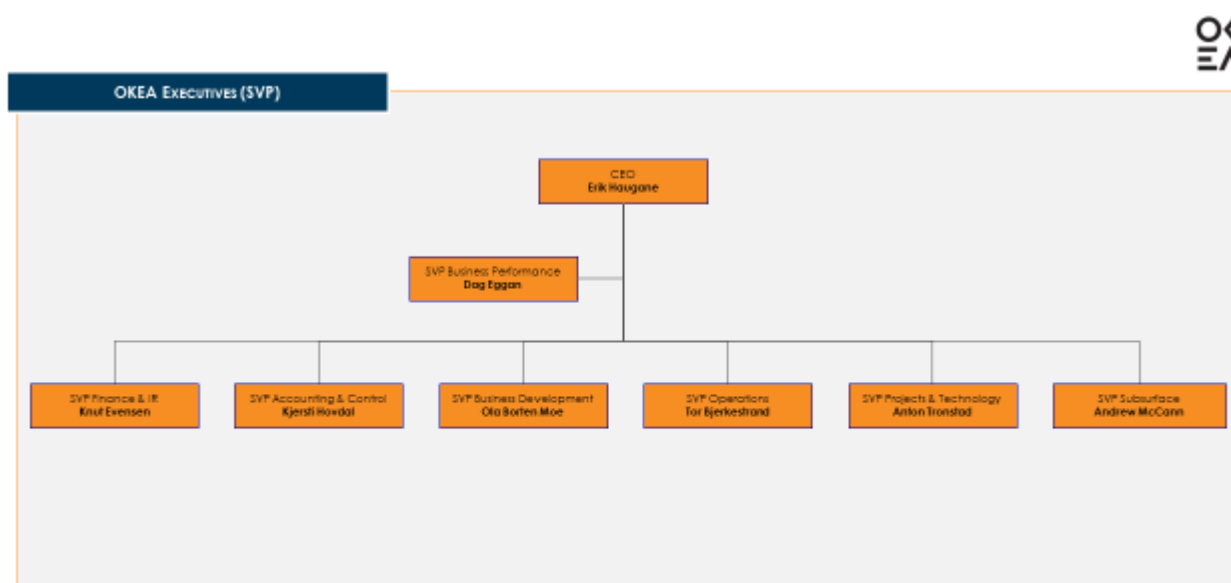 OK
EA
OKEA EXECUTIVES (SVP)
CEO
Erik Haugane
SVP Business Performance
Dag Eggan
SVP Finance & IR
Knut Evensen
SVP Accounting & Control
Kjersti Hovdal
SVP Business Development
Ola Borten Moe
SVP Operations
Tor Bjerkestrand
SVP Projects & Technology
Anton Tronstad
SVP Subsurface
Andrew McCann